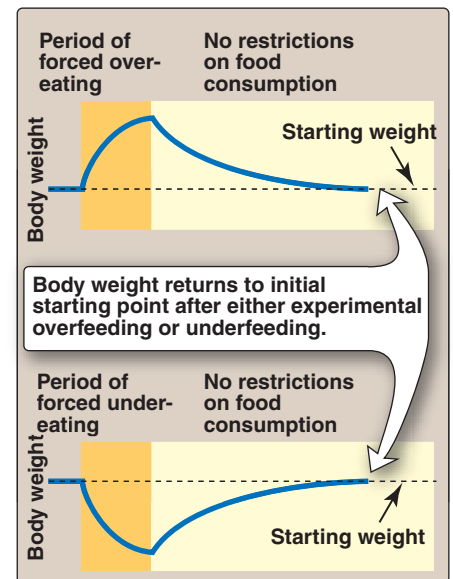 Period of
forced over-
eating
No restrictions
on food
consumption
Body weight
Starting weight
Body weight returns to initial
starting point after either experimental
overfeeding or underfeeding.
Period of
forced under-
eating
No restrictions
on food
consumption
Body weight
Starting weight